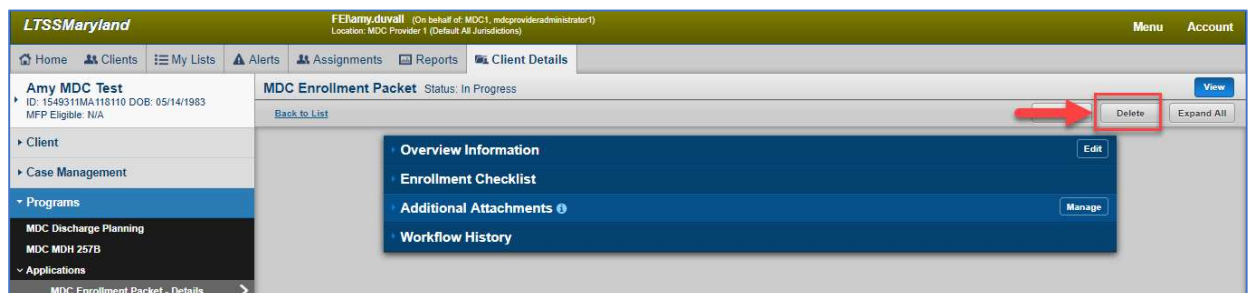 LTSSMaryland
FEI\amy.duvall (On behalf of: MDC1, mdcprovideradministrator1)
Location: MDC Provider 1 (Default All Jurisdictions)
Menu Account
Home Clients My Lists Alerts Assignments Reports Client Details
Amy MDC Test
ID: 1549311MA118110 DOB: 05/14/1983
MFP Eligible: N/A
MDC Enrollment Packet Status: In Progress
View
Back to List
Delete
Expand All
Client
Case Management
Programs
MDC Discharge Planning
MDC MDH 257B
Applications
MDC Enrollment Packet - Details
Overview Information
Edit
Enrollment Checklist
Additional Attachments
Manage
Workflow History